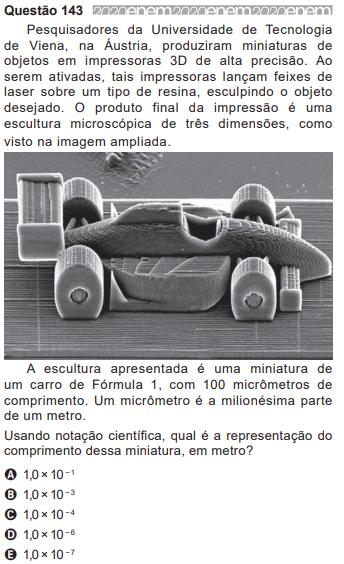 Questão 143 2020enem2020enem2020enem
Pesquisadores da Universidade de Tecnologia
de Viena, na Áustria, produziram miniaturas de
objetos em impressoras 3D de alta precisão. Ao
serem ativadas, tais impressoras lançam feixes de
laser sobre um tipo de resina, esculpindo o objeto
desejado. O produto final da impressão é uma
escultura microscópica de três dimensões, como
visto na imagem ampliada.
A escultura apresentada é uma miniatura de
um carro de Fórmula 1, com 100 micrômetros de
comprimento. Um micrômetro é a milionésima parte
de um metro.
Usando notação científica, qual é a representação do
comprimento dessa miniatura, em metro?
A 1,0 × 10⁻¹
B 1,0 × 10⁻³
C 1,0 × 10⁻⁴
D 1,0 × 10⁻⁶
E 1,0 × 10⁻⁷